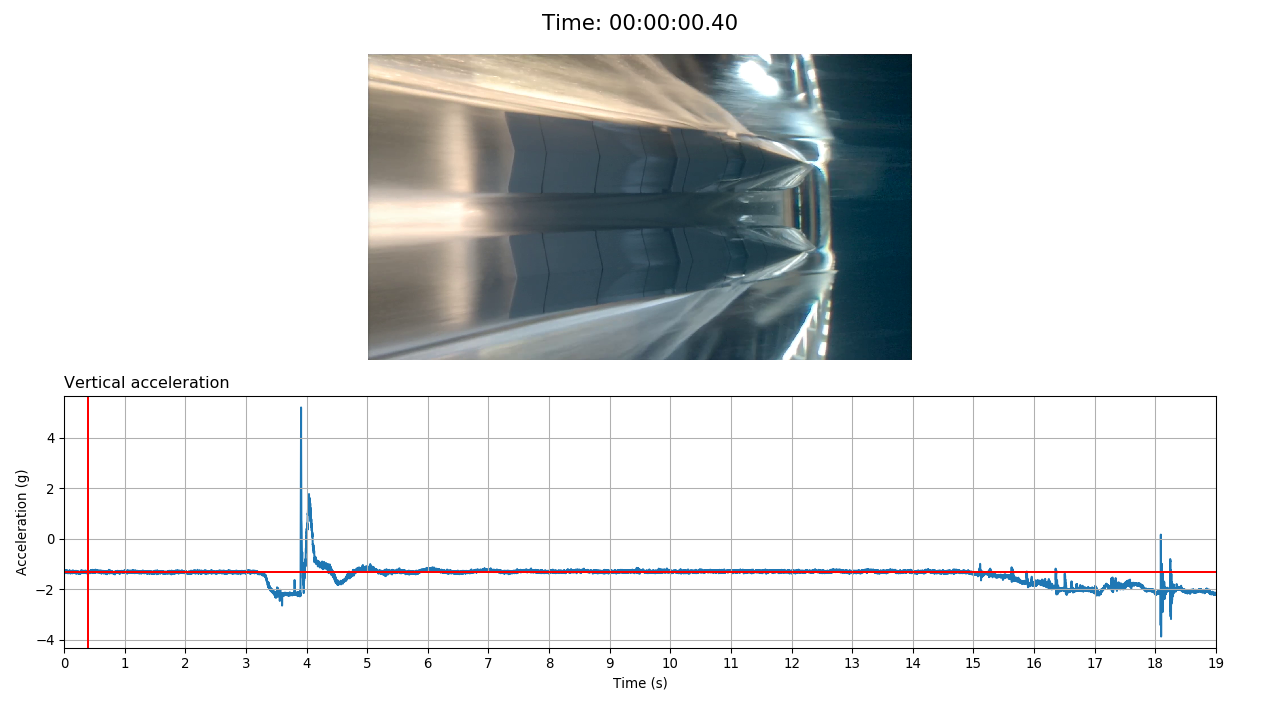 Time: 00:00:00.40
Vertical acceleration
Acceleration (g)
4
2
0
−2
−4
0 1 2 3 4 5 6 7 8 9 10 11 12 13 14 15 16 17 18 19
Time (s)